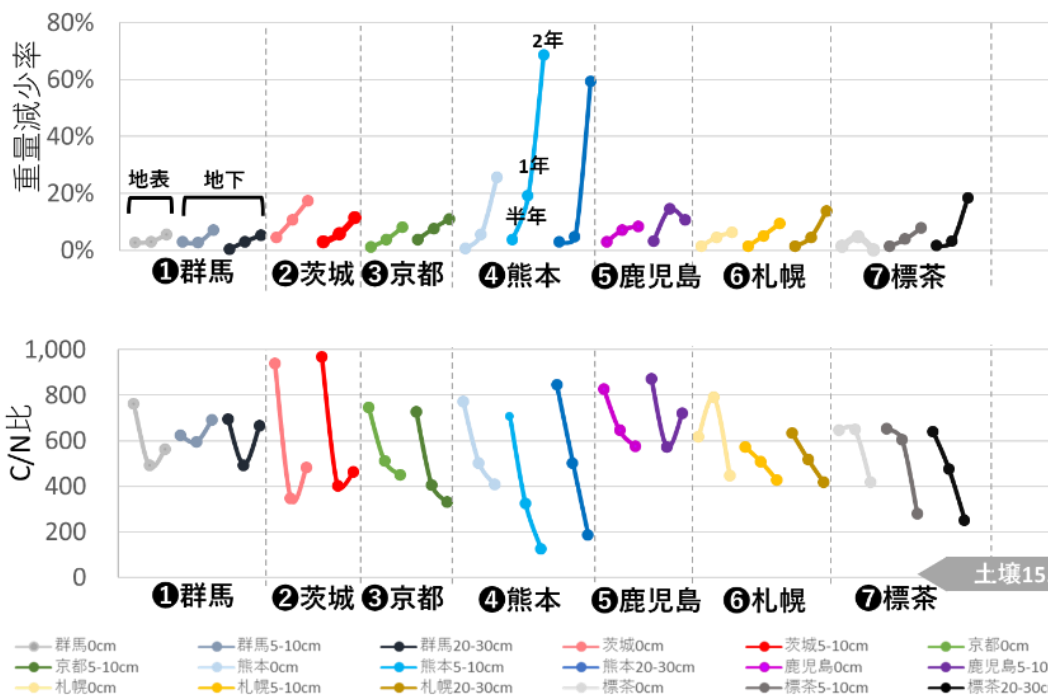 80%
60%
40%
20%
0%
重量減少率
2年
1年
半年
地表
地下
❶群馬
❷茨城
❸京都
❹熊本
❺鹿児島
❻札幌
❼標茶
1,000
800
600
400
200
0
C/N比
土壌15
❶群馬
❷茨城
❸京都
❹熊本
❺鹿児島
❻札幌
❼標茶
群馬0cm 群馬5-10cm 群馬20-30cm 茨城0cm 茨城5-10cm 京都0cm
京都5-10cm 熊本0cm 熊本5-10cm 熊本20-30cm 鹿児島0cm 鹿児島5-10
札幌0cm 札幌5-10cm 札幌20-30cm 標茶0cm 標茶5-10cm 標茶20-30c